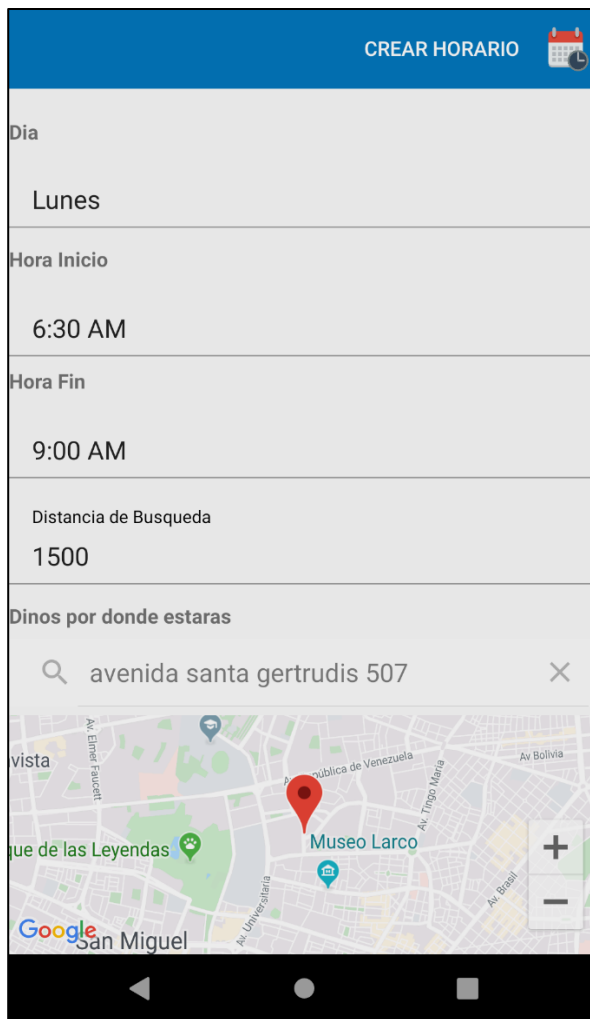 CREAR HORARIO
Dia
Lunes
Hora Inicio
6:30 AM
Hora Fin
9:00 AM
Distancia de Busqueda
1500
Dinos por donde estaras
avenida santa gertrudis 507
Av. Elmer Faucett
vista
pública de Venezuela
Av Bolivia
Av. Tingo Maria
que de las Leyendas
Museo Larco
Av. Universitaria
Av. Brasil
Google
San Miguel